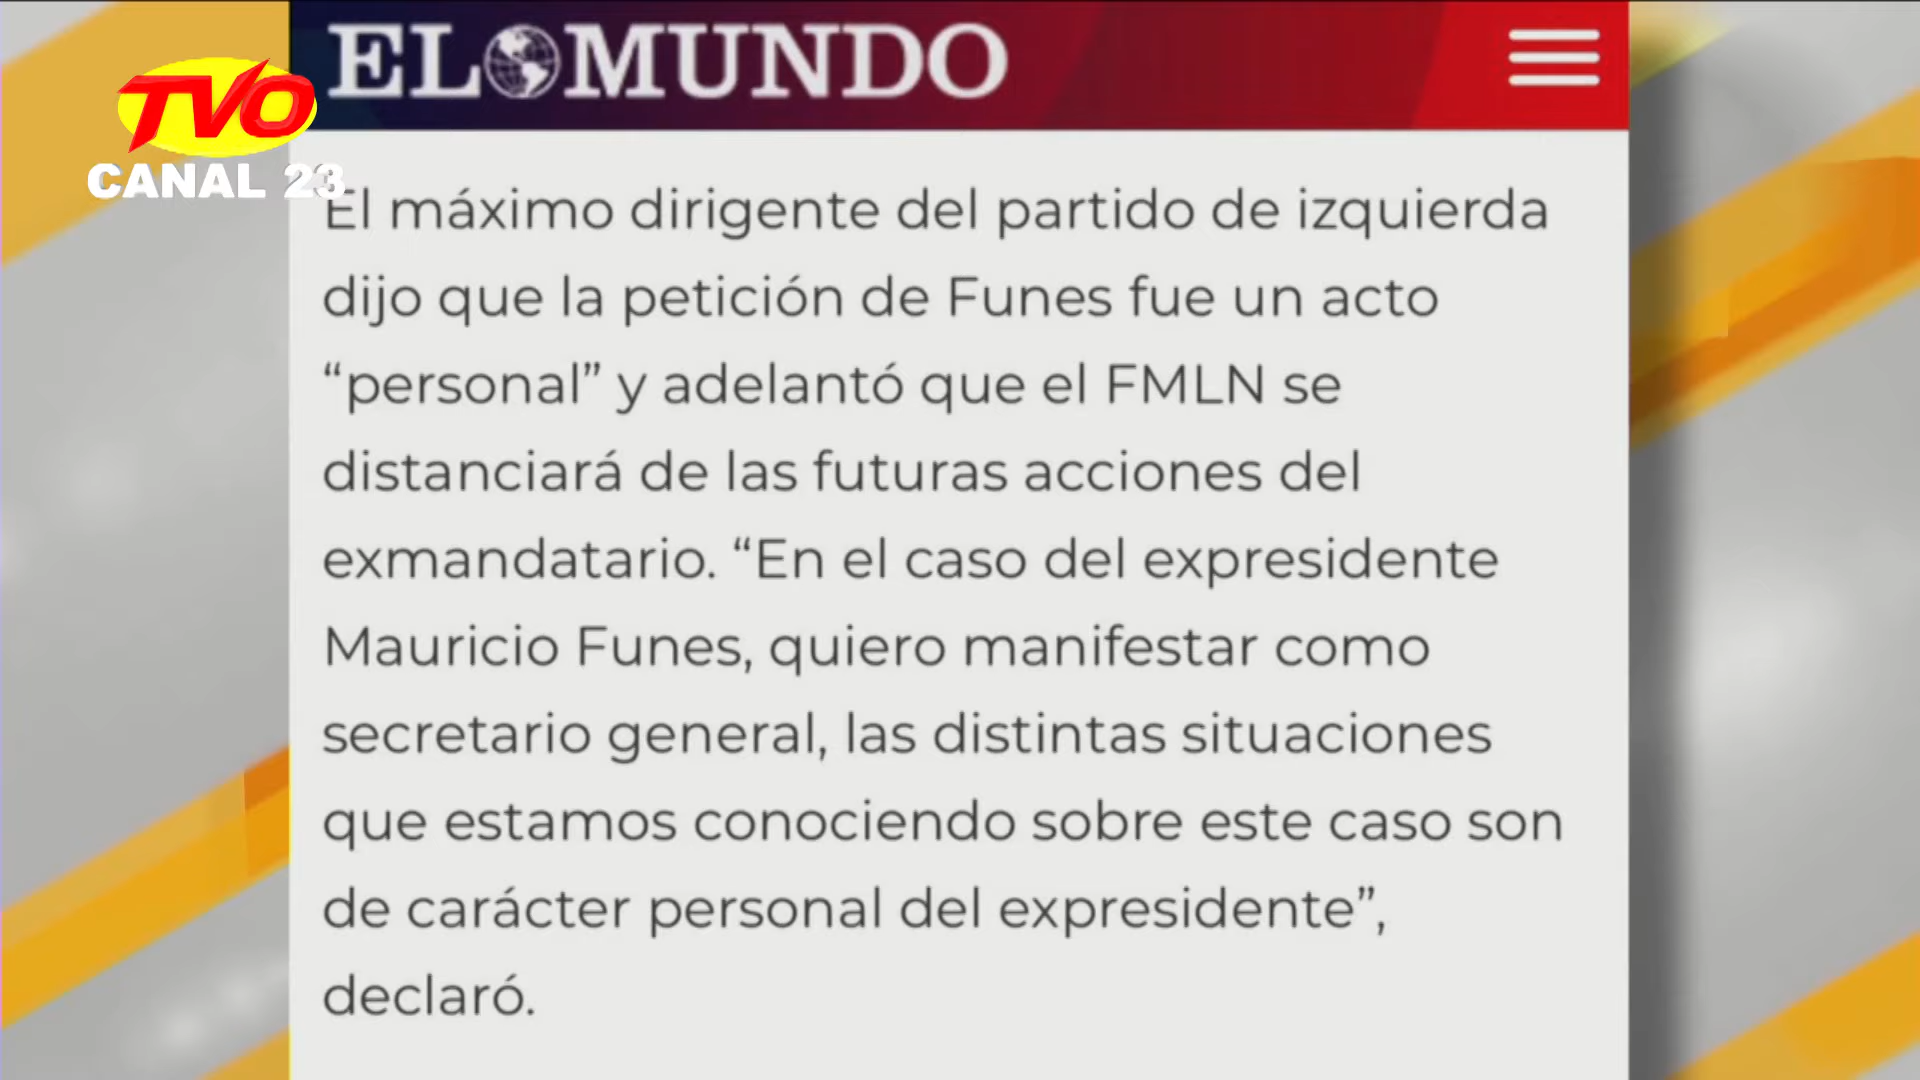 EL MUNDO
TVO
CANAL 23
El máximo dirigente del partido de izquierda
dijo que la petición de Funes fue un acto
“personal” y adelantó que el FMLN se
distanciará de las futuras acciones del
exmandatario. “En el caso del expresidente
Mauricio Funes, quiero manifestar como
secretario general, las distintas situaciones
que estamos conociendo sobre este caso son
de carácter personal del expresidente”,
declaró.